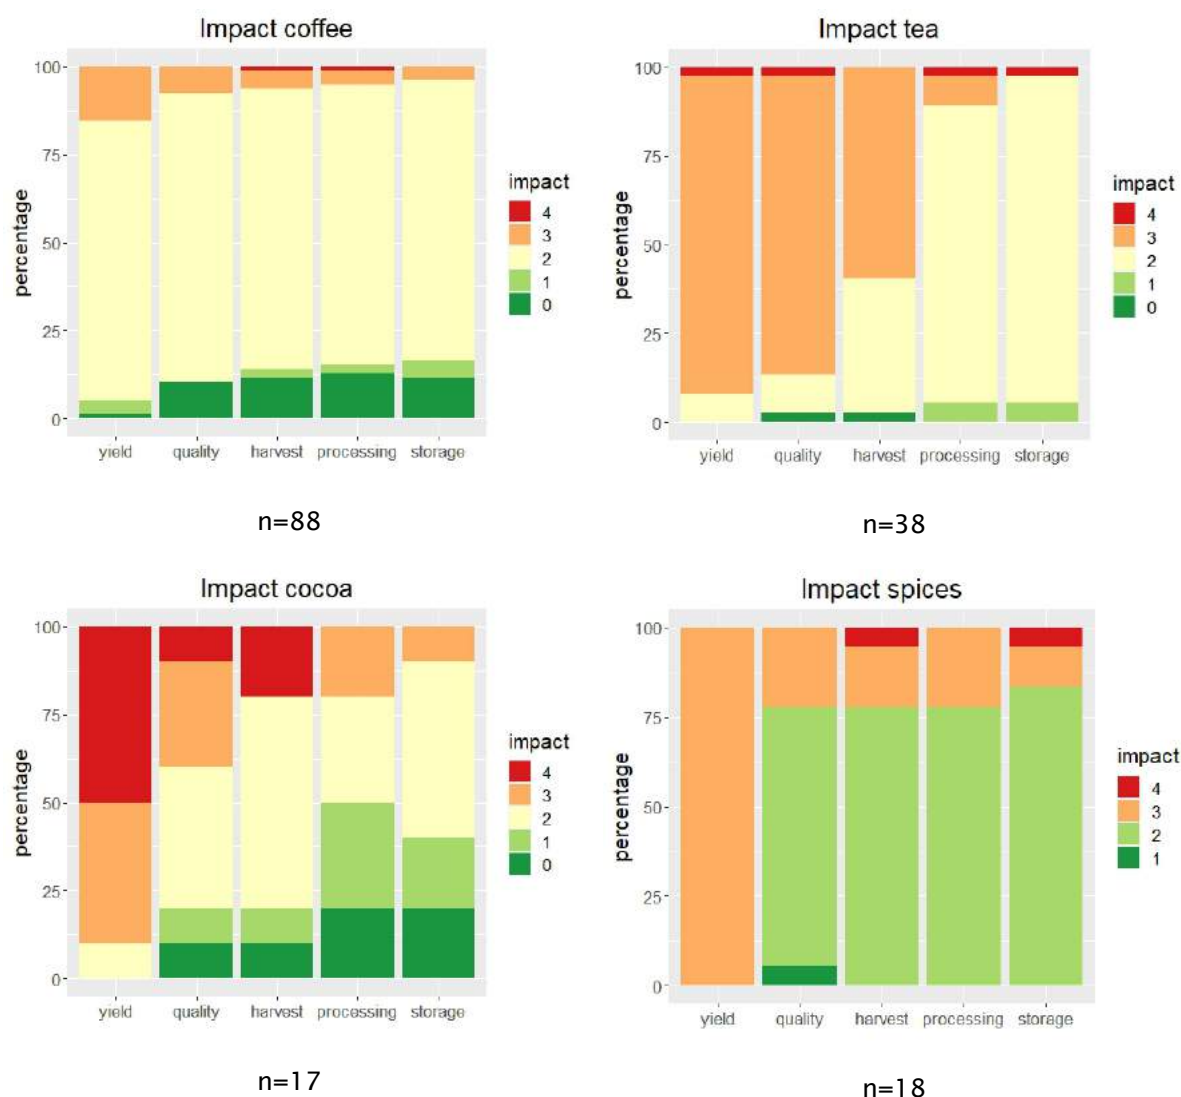 Impact coffee
percentage
100
75
50
25
0
yield quality harvest processing storage
impact
4
3
2
1
0
n=88
Impact tea
percentage
100
75
50
25
0
yield quality harvest processing storage
impact
4
3
2
1
0
n=38
Impact cocoa
percentage
100
75
50
25
0
yield quality harvest processing storage
impact
4
3
2
1
0
n=17
Impact spices
percentage
100
75
50
25
0
yield quality harvest processing storage
impact
4
3
2
1
n=18